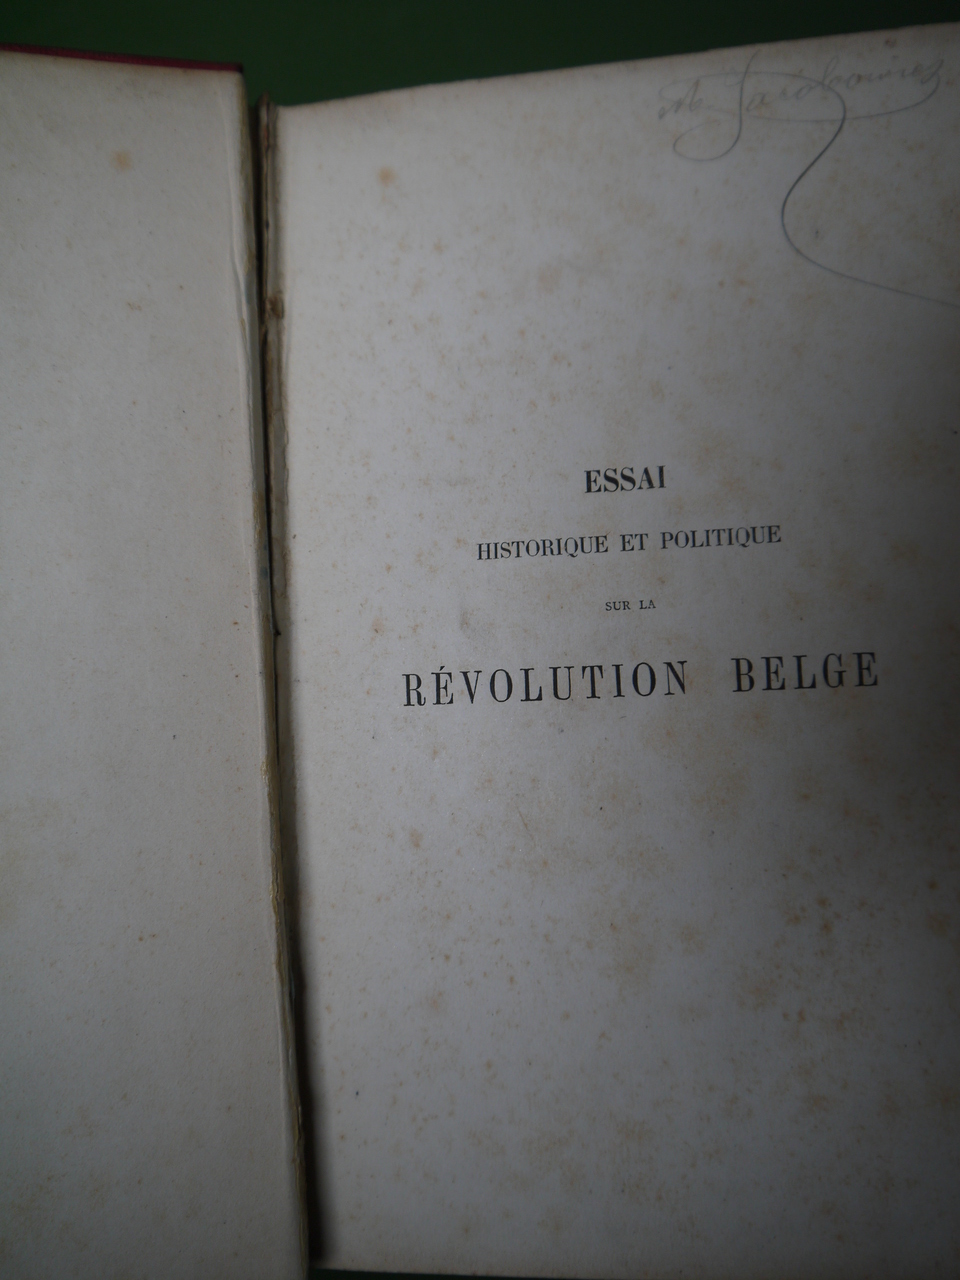 ESSAI
HISTORIQUE ET POLITIQUE
SUR LA
RÉVOLUTION BELGE